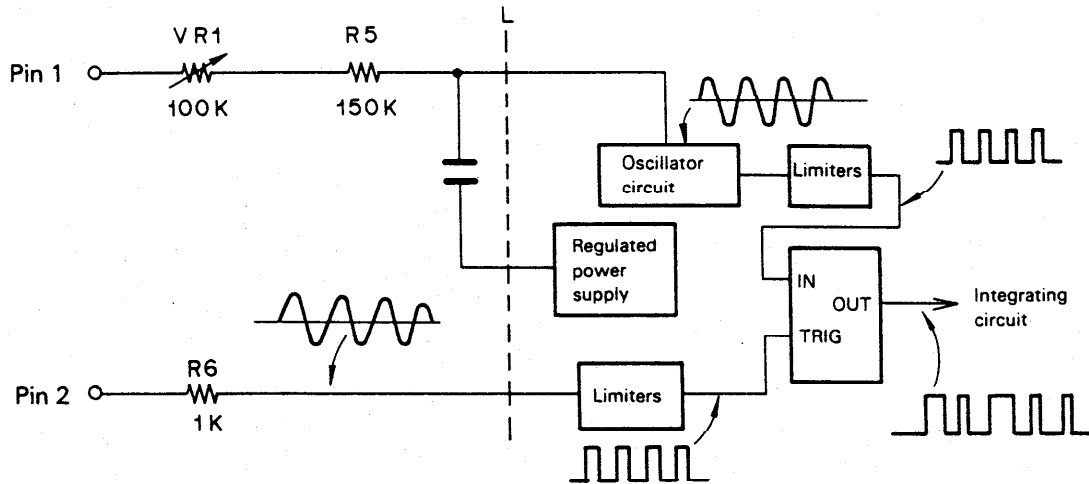 L
VR1
R5
Pin 1
100K
150K
Oscillator
circuit
Limiters
Regulated
power
supply
IN
OUT
TRIG
Integrating
circuit
R6
Pin 2
1K
Limiters